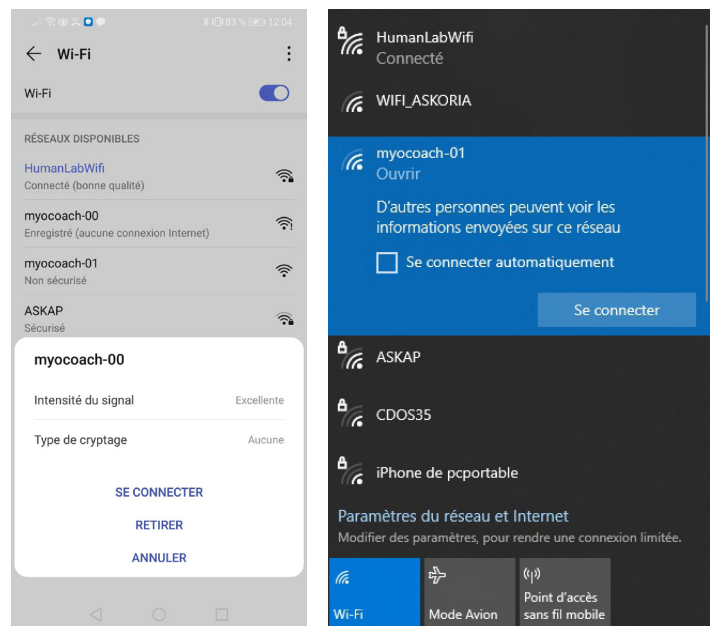 83 % 12:04
Wi-Fi
Wi-Fi
RÉSEAUX DISPONIBLES
HumanLabWifi
Connecté (bonne qualité)
myocoach-00
Enregistré (aucune connexion Internet)
myocoach-01
Non sécurisé
ASKAP
Sécurisé
myocoach-00
Intensité du signal Excellente
Type de cryptage Aucune
SE CONNECTER
RETIRER
ANNULER
HumanLabWifi
Connecté
WIFI_ASKORIA
myocoach-01
Ouvrir
D'autres personnes peuvent voir les
informations envoyées sur ce réseau
Se connecter automatiquement
Se connecter
ASKAP
CDOS35
iPhone de pcportable
Paramètres du réseau et Internet
Modifier des paramètres, pour rendre une connexion limitée.
Wi-Fi
Mode Avion
Point d'accès
sans fil mobile